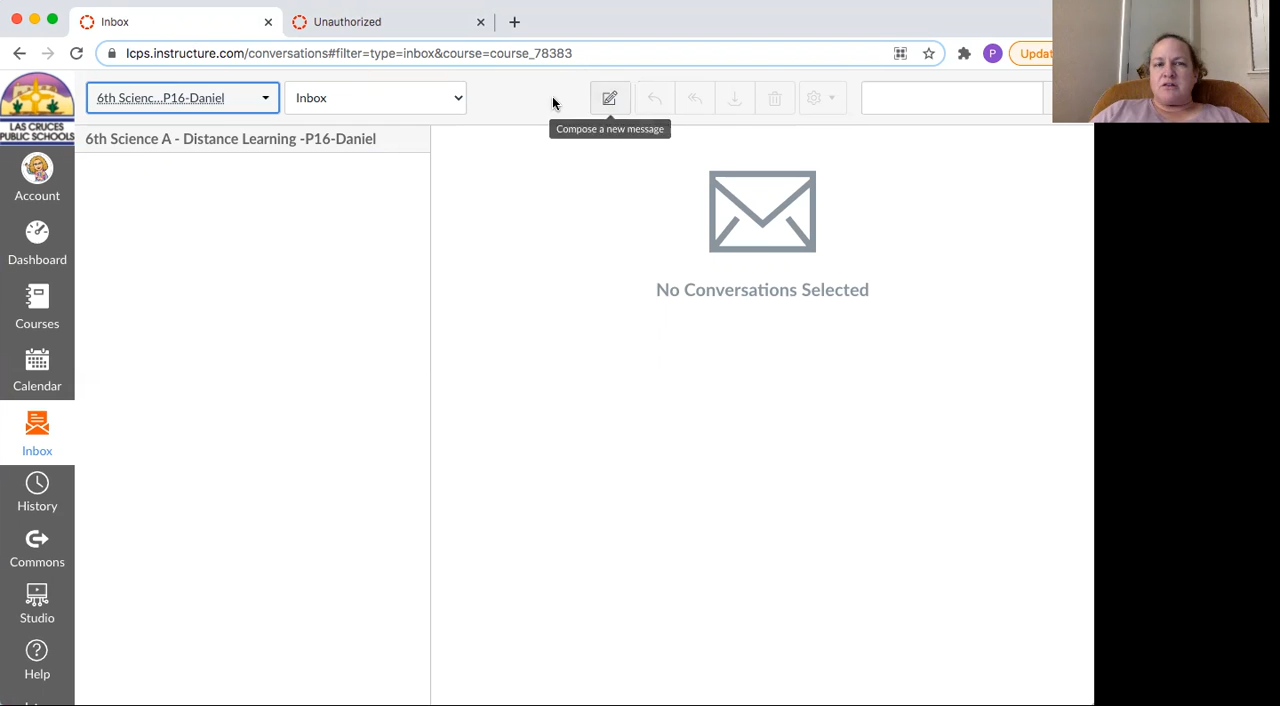 Inbox
Unauthorized
lcps.instructure.com/conversations#filter=type=inbox&course=course_78383
P
Updat
6th Scienc...P16-Daniel
Inbox
Compose a new message
LAS CRUCES
PUBLIC SCHOOLS
6th Science A - Distance Learning -P16-Daniel
Account
Dashboard
Courses
Calendar
Inbox
History
Commons
Studio
Help
No Conversations Selected